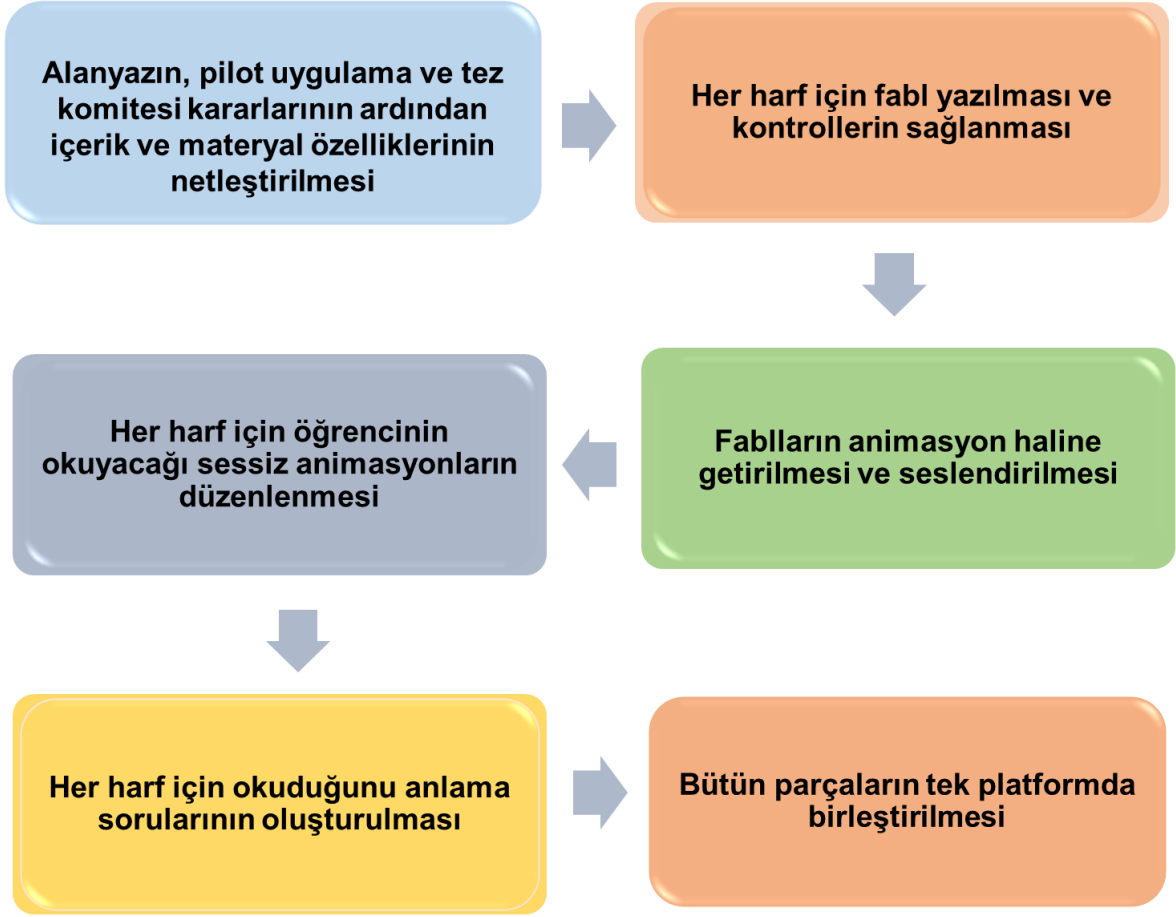 Alanyazın, pilot uygulama ve tez
komitesi kararlarının ardından
içerik ve materyal özelliklerinin
netleştirilmesi
Her harf için fabl yazılması ve
kontrollerin sağlanması
Fablların animasyon haline
getirilmesi ve seslendirilmesi
Her harf için öğrencinin
okuyacağı sessiz animasyonların
düzenlenmesi
Her harf için okuduğunu anlama
sorularının oluşturulması
Bütün parçaların tek platformda
birleştirilmesi